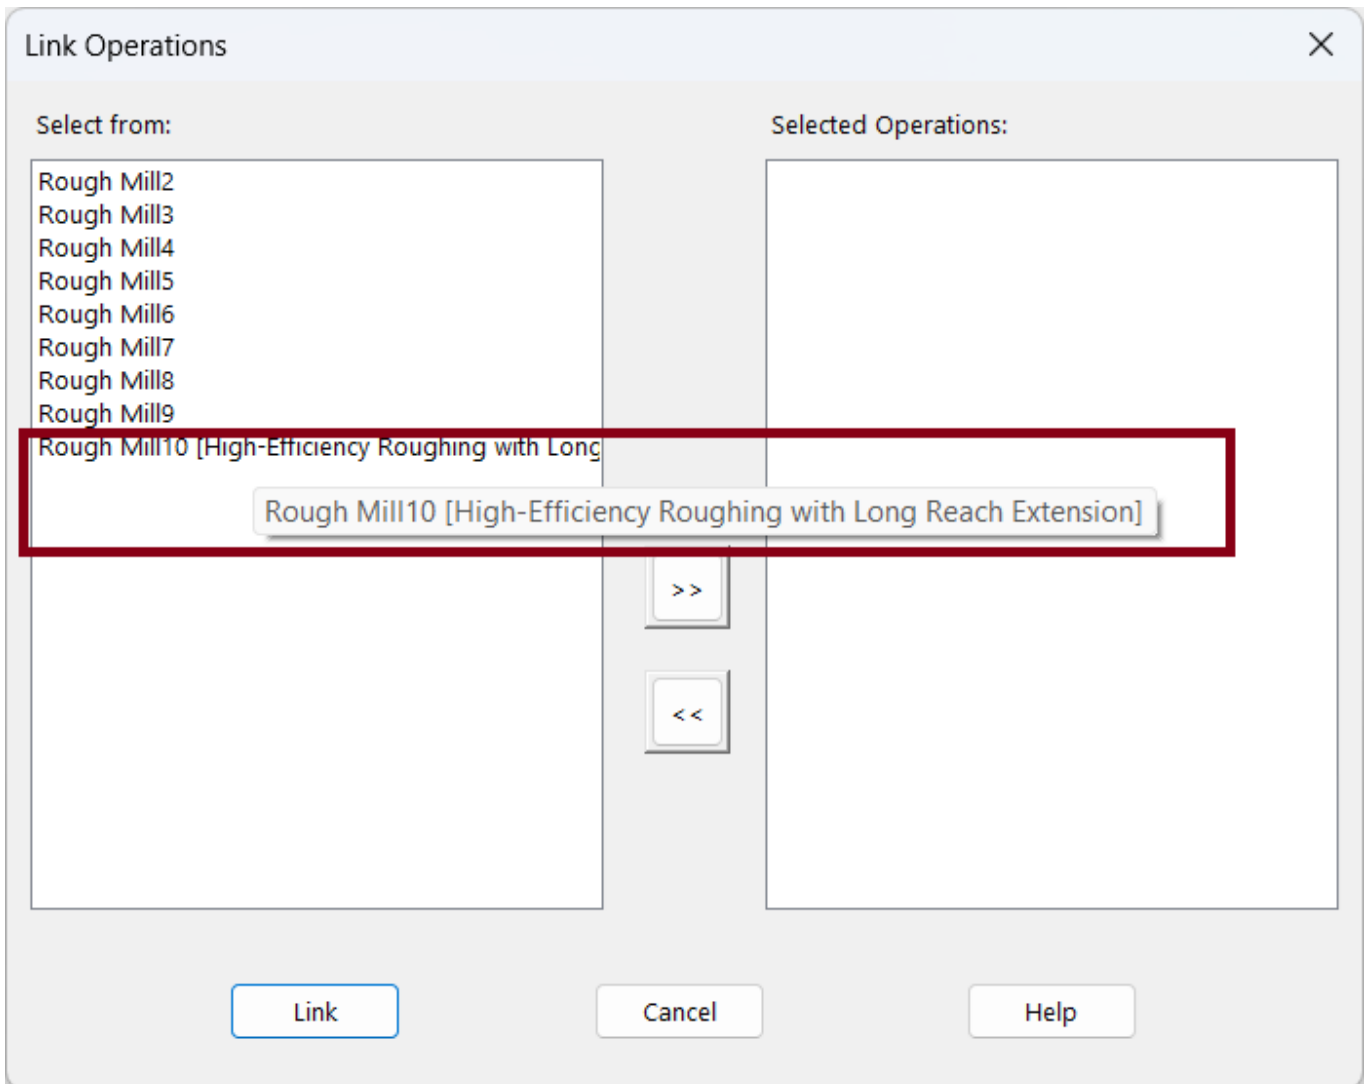 Link Operations
Select from:
Selected Operations:
Rough Mill2
Rough Mill3
Rough Mill4
Rough Mill5
Rough Mill6
Rough Mill7
Rough Mill8
Rough Mill9
Rough Mill10 [High-Efficiency Roughing with Long
Rough Mill10 [High-Efficiency Roughing with Long Reach Extension]
>>
<<
Link
Cancel
Help